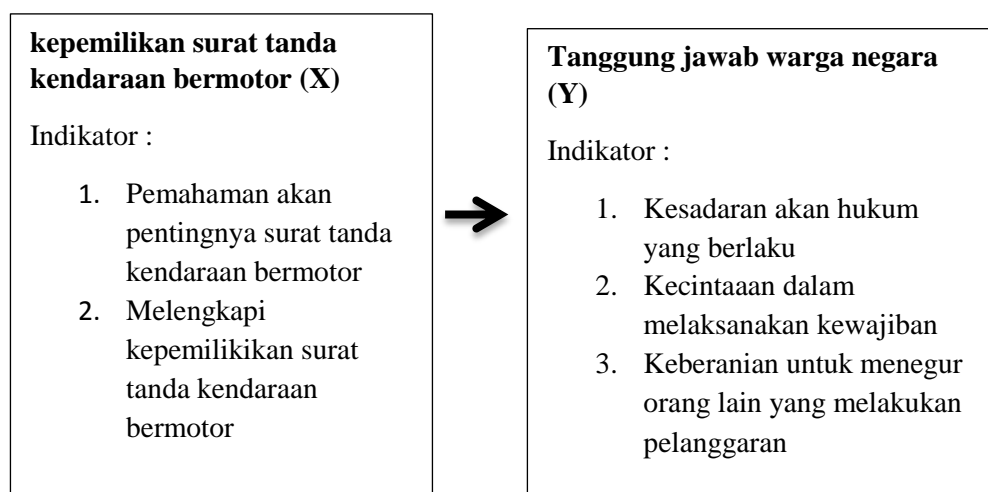 kepemilikan surat tanda
kendaraan bermotor (X)
Indikator :
1. Pemahaman akan
pentingnya surat tanda
kendaraan bermotor
2. Melengkapi
kepemilikikan surat
tanda kendaraan
bermotor
Tanggung jawab warga negara
(Y)
Indikator :
1. Kesadaran akan hukum
yang berlaku
2. Kecintaaan dalam
melaksanakan kewajiban
3. Keberanian untuk menegur
orang lain yang melakukan
pelanggaran